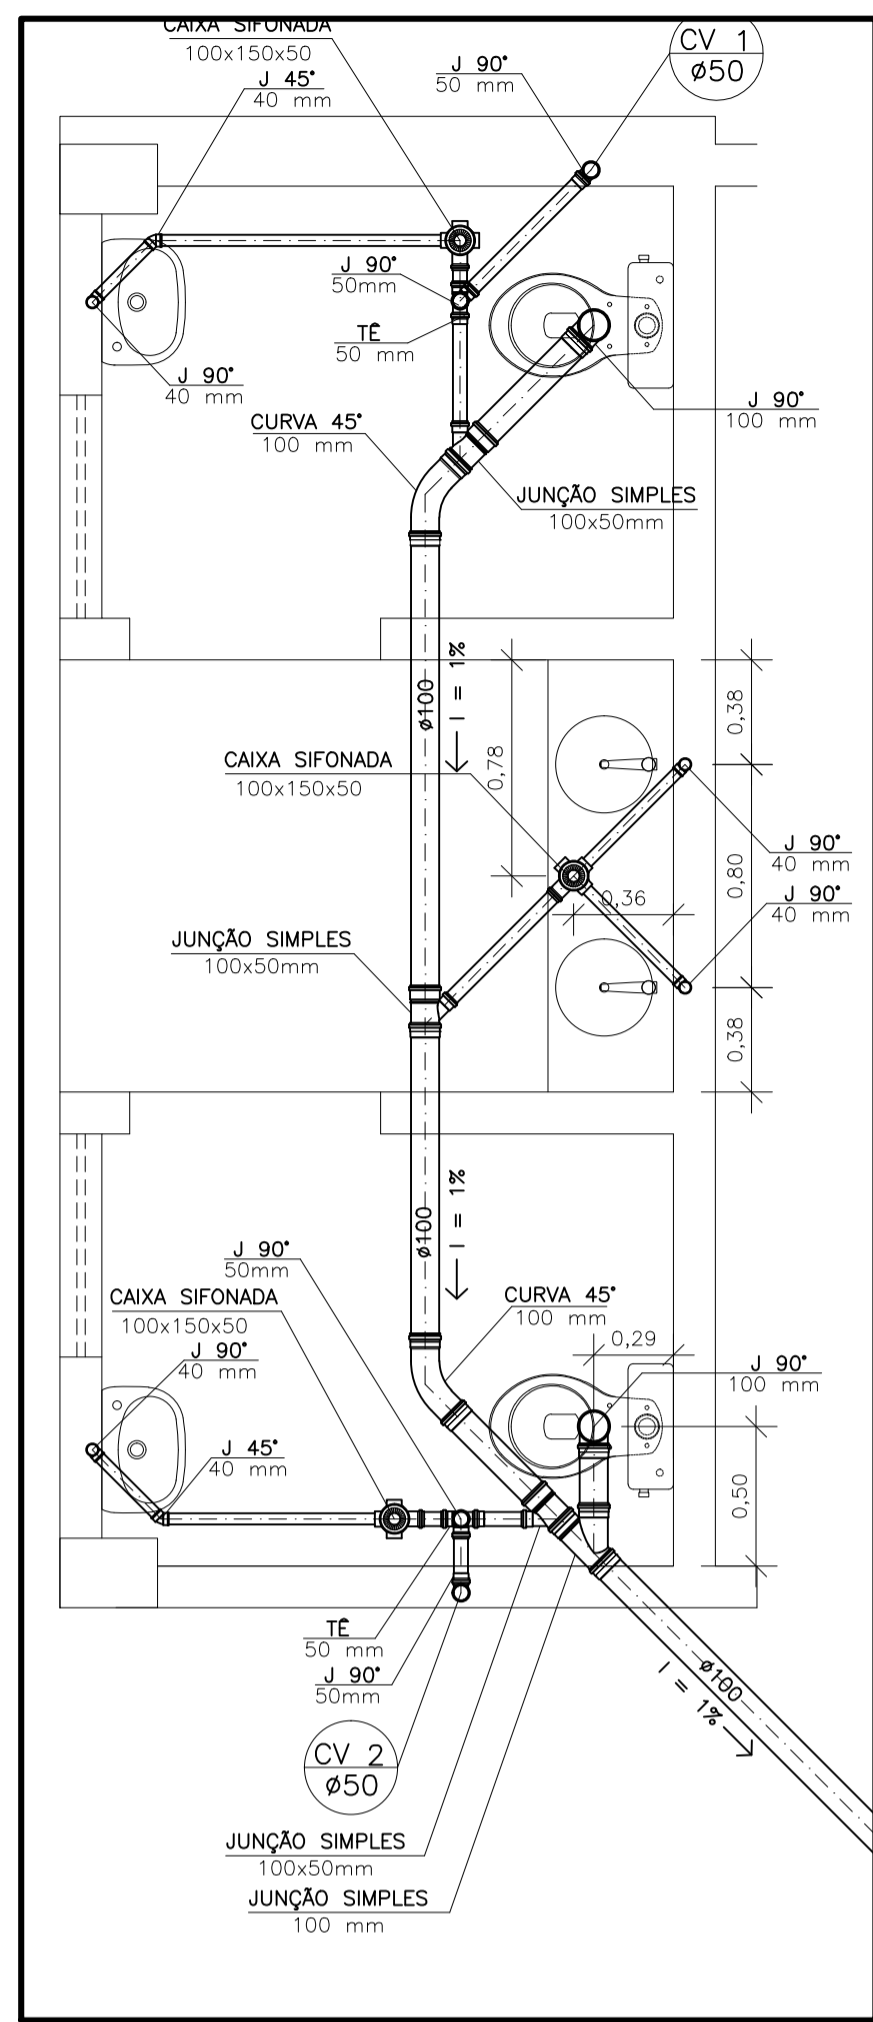 CAIXA SIFONADA
100x150x50
J 45°
40 mm
J 90°
50 mm
CV 1
ø50
J 90°
50mm
TÊ
50 mm
J 90°
40 mm
CURVA 45°
100 mm
J 90°
100 mm
JUNÇÃO SIMPLES
100x50mm
ø100
I = 1%
0,38
0,78
CAIXA SIFONADA
100x150x50
J 90°
40 mm
0,80
0,36
J 90°
40 mm
JUNÇÃO SIMPLES
100x50mm
0,38
ø100
I = 1%
J 90°
50mm
CAIXA SIFONADA
100x150x50
CURVA 45°
100 mm
0,29
J 90°
40 mm
J 90°
100 mm
J 45°
40 mm
0,50
TÊ
50 mm
J 90°
50mm
ø100
I = 1%
CV 2
ø50
JUNÇÃO SIMPLES
100x50mm
JUNÇÃO SIMPLES
100 mm